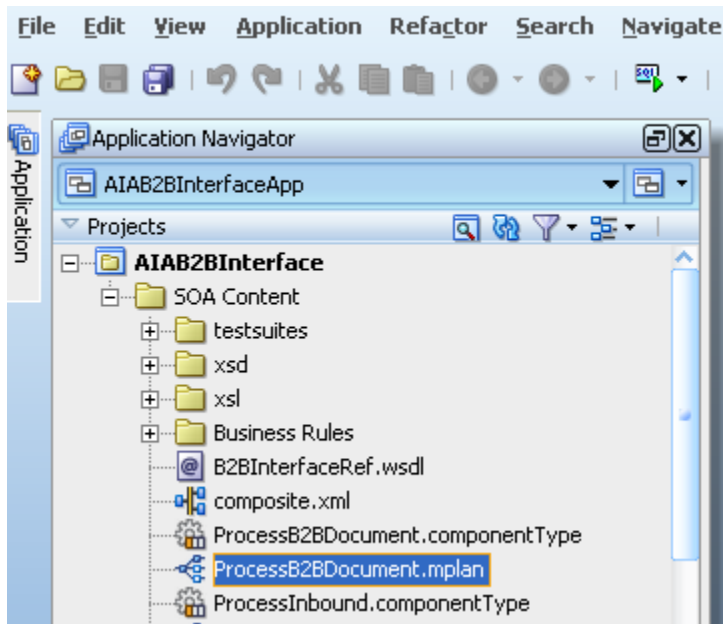 File Edit View Application Refactor Search Navigate
SQL
Application
Application Navigator
AIAB2BInterfaceApp
Projects
AIAB2BInterface
SOA Content
testsuites
xsd
xsl
Business Rules
B2BInterfaceRef.wsdl
composite.xml
ProcessB2BDocument.componentType
ProcessB2BDocument.mplan
ProcessInbound.componentType